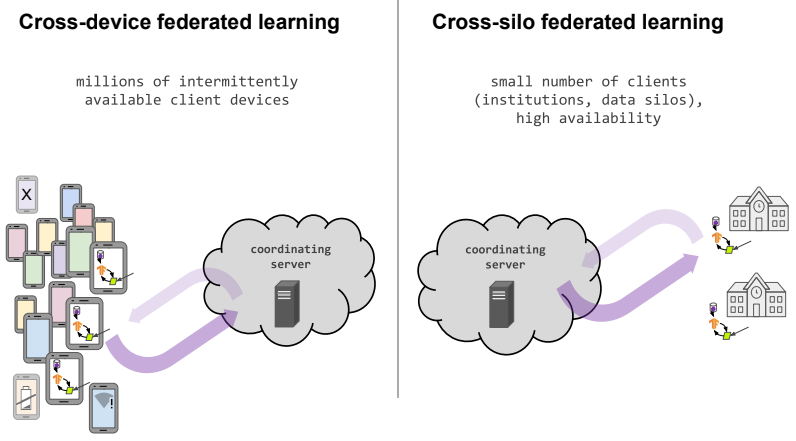 Cross-device federated learning
millions of intermittently
available client devices
X
coordinating
server
!
Cross-silo federated learning
small number of clients
(institutions, data silos),
high availability
coordinating
server